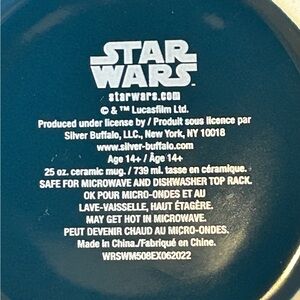 STAR
WARS
starwars.com
© & ™ Lucasfilm Ltd.
Produced under license by / Produit sous licence par
Silver Buffalo, LLC., New York, NY 10018
www.silver-buffalo.com
Age 14+ / Âge 14+
25 oz. ceramic mug. / 739 ml. tasse en céramique.
SAFE FOR MICROWAVE AND DISHWASHER TOP RACK.
OK POUR MICRO-ONDES ET AU
LAVE-VAISSELLE, HAUT ÉTAGÈRE.
MAY GET HOT IN MICROWAVE.
PEUT DEVENIR CHAUD AU MICRO-ONDES.
Made in China./Fabriqué en Chine.
WRSWM508EX062022